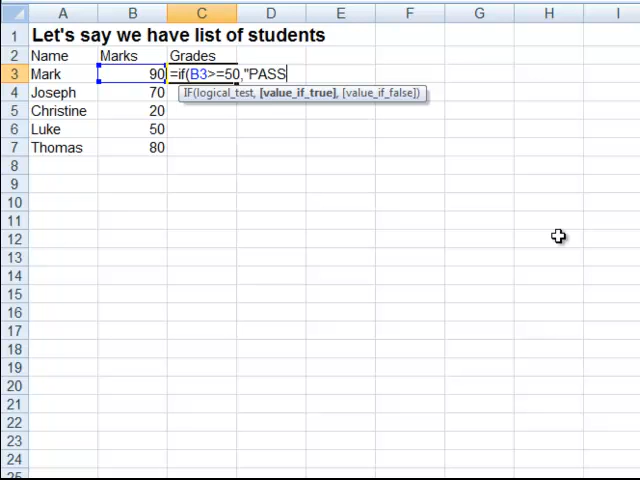 A B C D E F G H I
1 Let's say we have list of students
2 Name Marks Grades
3 Mark 90 =if(B3>=50,"PASS
IF(logical_test, [value_if_true], [value_if_false])
4 Joseph 70
5 Christine 20
6 Luke 50
7 Thomas 80
8
9
10
11
12
13
14
15
16
17
18
19
20
21
22
23
24
25